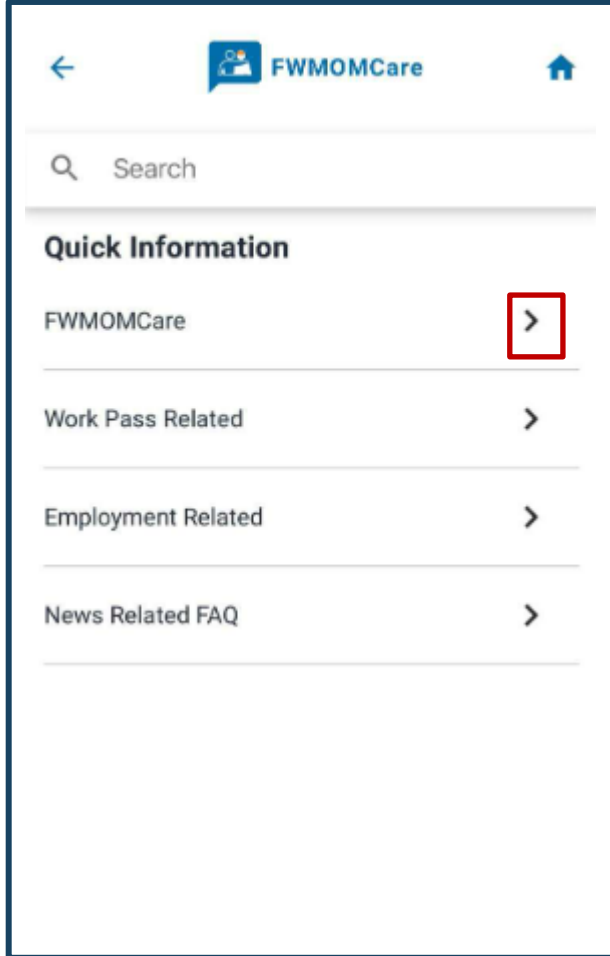 FWMOMCare
Search
Quick Information
FWMOMCare
Work Pass Related
Employment Related
News Related FAQ